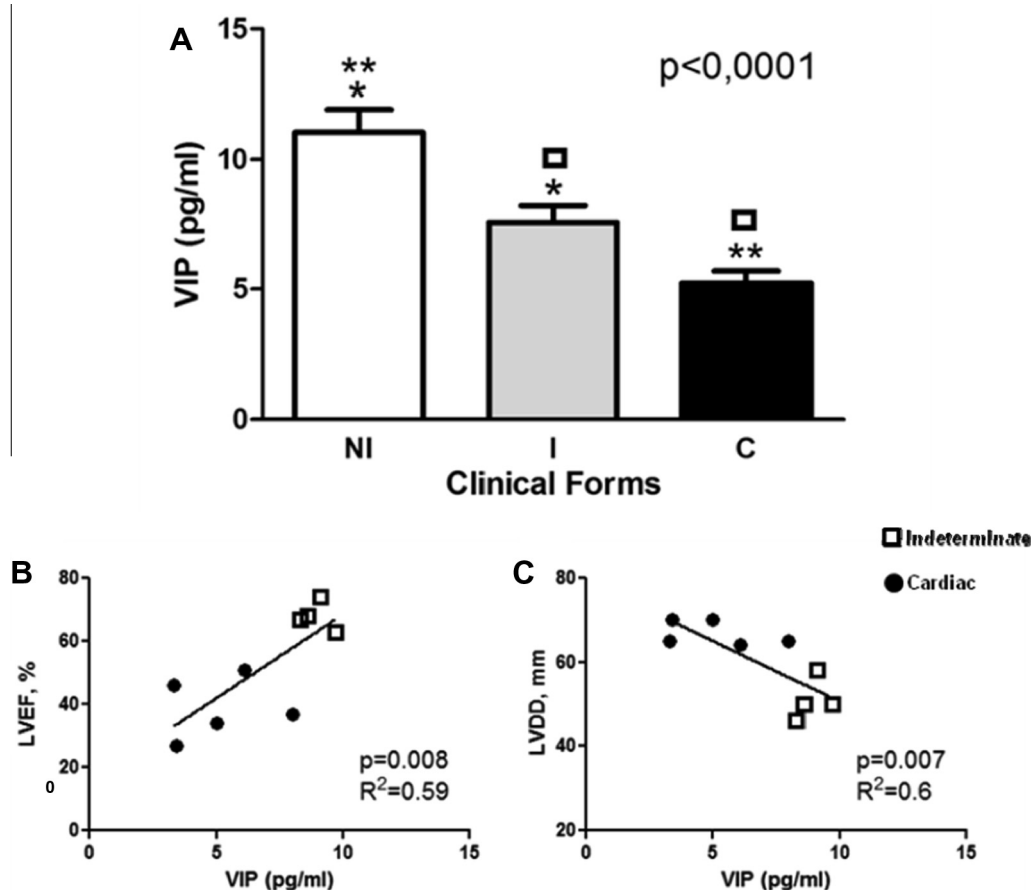 A
15
10
5
0
VIP (pg/ml)
**
*
*
**
p<0,0001
NI I C
Clinical Forms
Indeterminate
Cardiac
B
80
60
40
20
0
0
LVEF, %
p=0.008
R²=0.59
0 5 10 15
VIP (pg/ml)
C
80
60
40
20
LVDD, mm
p=0.007
R²=0.6
0 5 10 15
VIP (pg/ml)